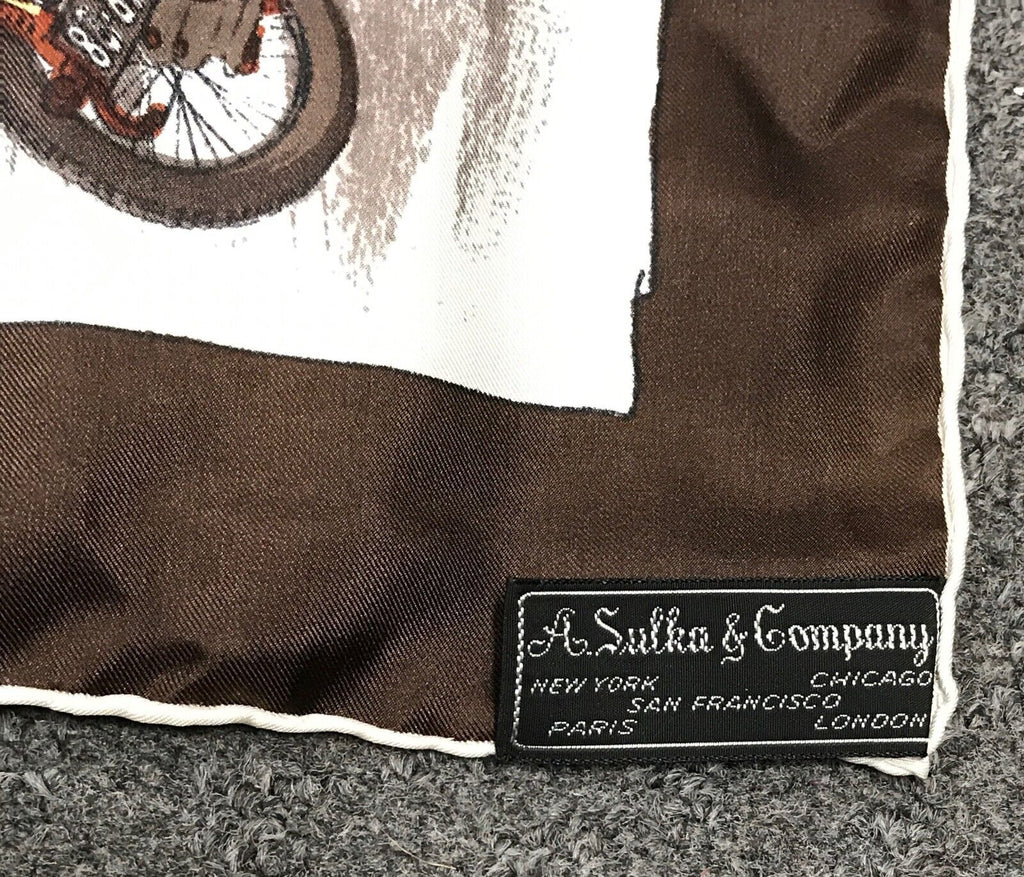 A. Sulka & Company
NEW YORK CHICAGO
SAN FRANCISCO
PARIS LONDON